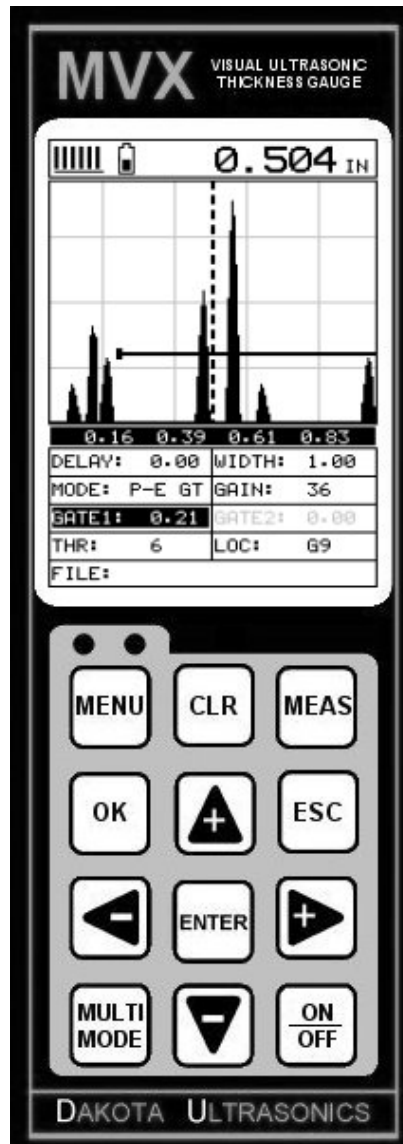 MVX VISUAL ULTRASONIC
THICKNESS GAUGE
0.504 IN
0.16 0.39 0.61 0.83
DELAY: 0.00 WIDTH: 1.00
MODE: P-E GT GAIN: 36
GATE1: 0.21 GATE2: 0.00
THR: 6 LOC: G9
FILE:
MENU CLR MEAS
OK + ESC
- ENTER +
MULTI MODE - ON OFF
DAKOTA ULTRASONICS